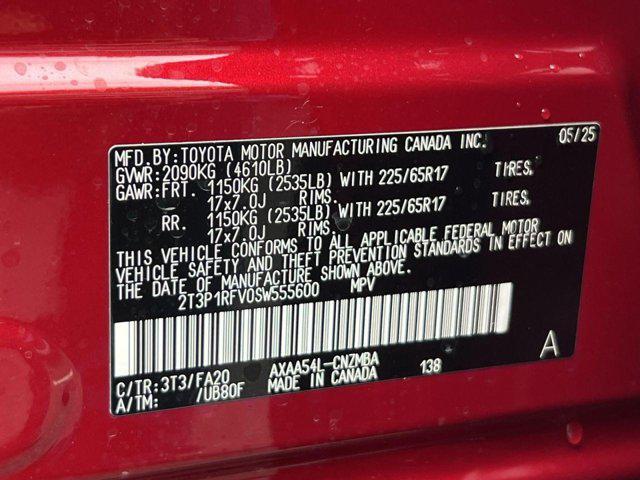 MFD.BY:TOYOTA MOTOR MANUFACTURING CANADA INC. 05/25
GVWR:2090KG (4610LB)
GAWR:FRT. 1150KG (2535LB) WITH 225/65R17 TIRES.
17x7.0J RIMS.
RR. 1150KG (2535LB) WITH 225/65R17 TIRES.
17x7.0J RIMS.
THIS VEHICLE CONFORMS TO ALL APPLICABLE FEDERAL MOTOR
VEHICLE SAFETY AND THEFT PREVENTION STANDARDS IN EFFECT ON
THE DATE OF MANUFACTURE SHOWN ABOVE.
2T3P1RFV0SW555600 MPV
A
C/TR:3T3/FA20 AXAA54L-CNZMBA 138
A/TM: /UB80F MADE IN CANADA